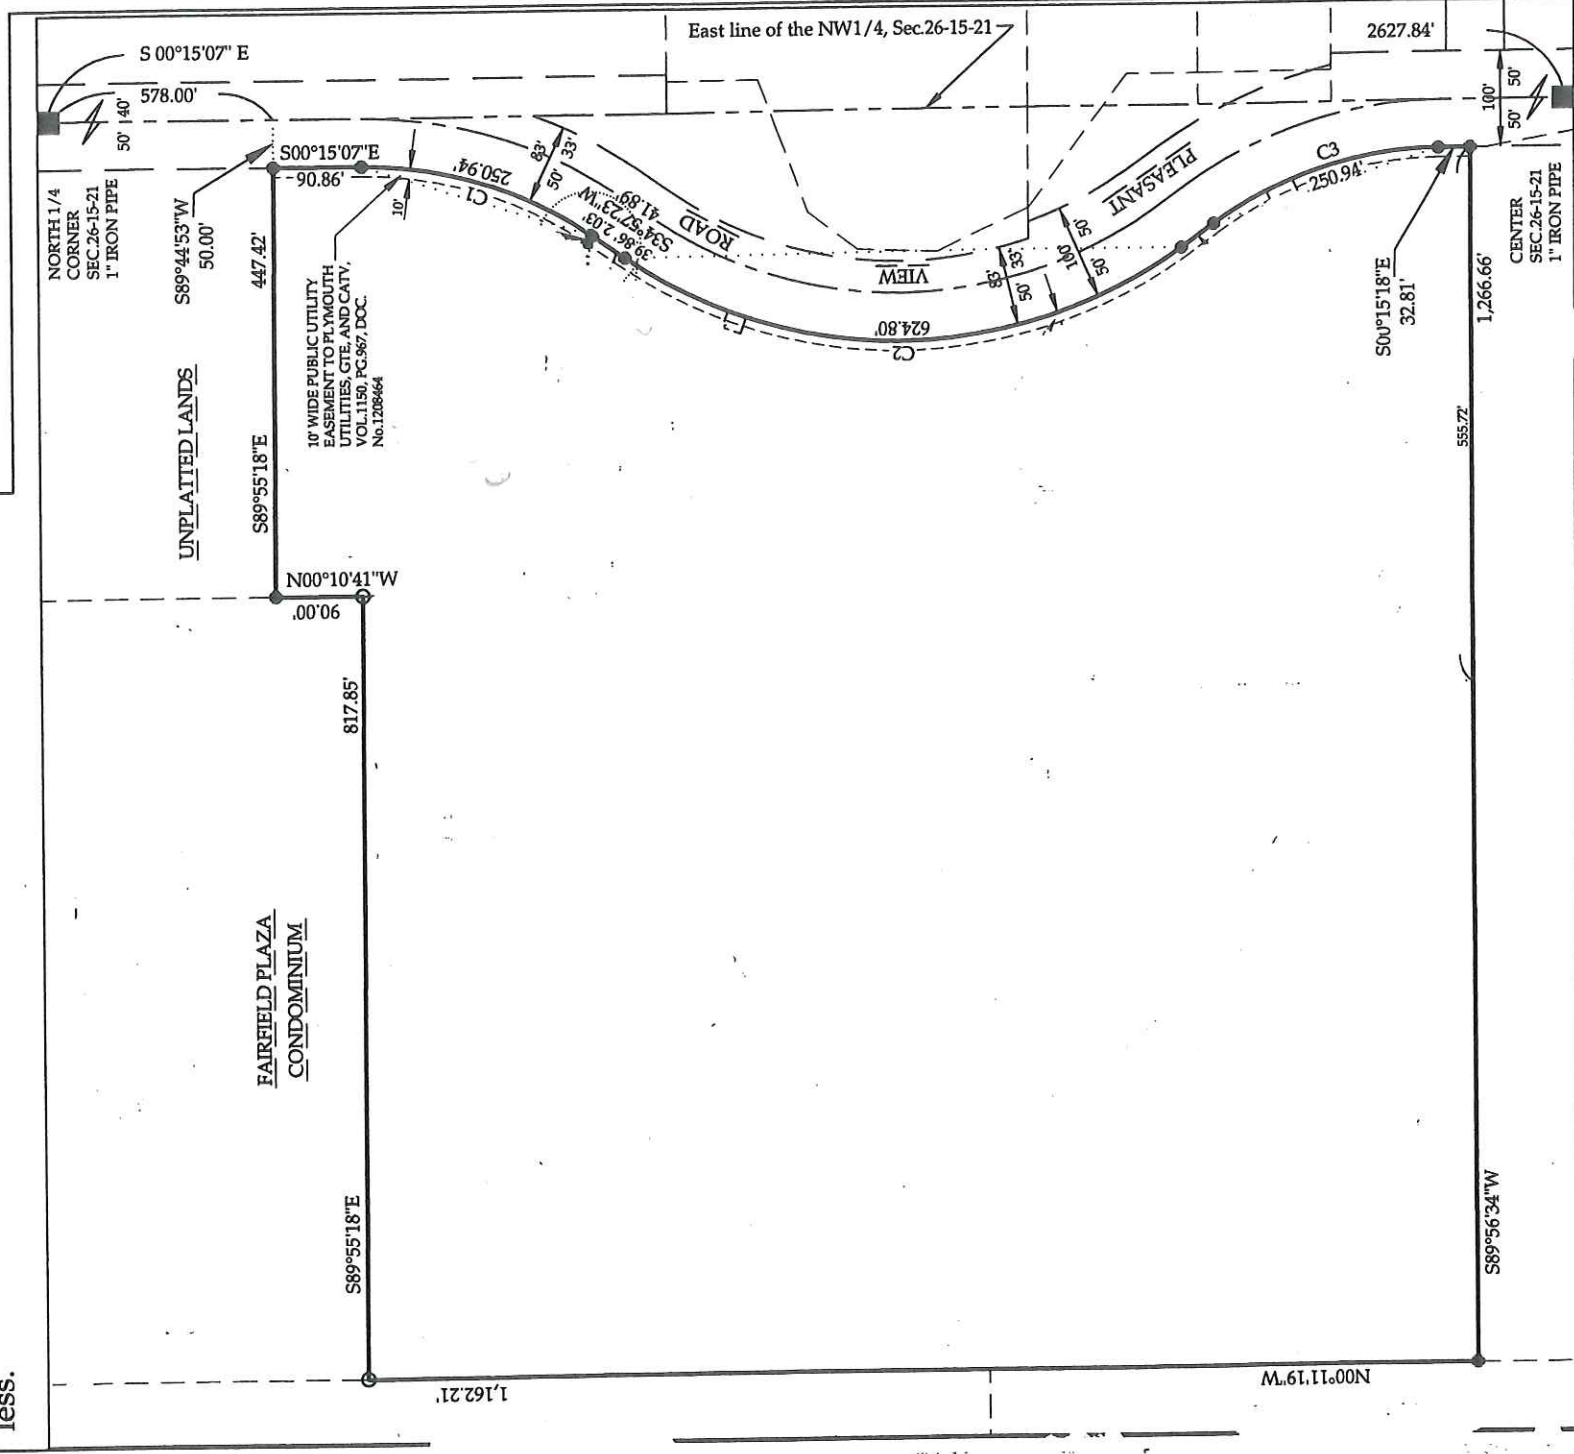 less.
S 00°15'07" E
578.00'
40'
50'
NORTH 1/4
CORNER
SEC.26-15-21
1" IRON PIPE
S89°44'53"W
50.00'
S00°15'07"E
90.86'
East line of the NW1/4, Sec.26-15-21
2627.84'
50'
100'
50'
CENTER
SEC.26-15-21
1" IRON PIPE
250.94'
C1
10'
83'
33'
50'
S34°57'23"W
41.89'
2.03'
39.86
PLEASANT
VIEW
ROAD
83'
33'
50'
50'
100'
50'
624.80'
C2
C3
250.94'
S00°15'18"E
32.81'
1,266.66'
555.72'
S89°56'34"W
447.42'
S89°55'18"E
UNPLATTED LANDS
10' WIDE PUBLIC UTILITY
EASEMENT TO PLYMOUTH
UTILITIES, GTE, AND CATV,
VOL.1150, PG.967, DOC.
No.1208464
N00°10'41"W
90.00'
817.85'
S89°55'18"E
FAIRFIELD PLAZA
CONDOMINIUM
1,162.21'
N00°11'19"W